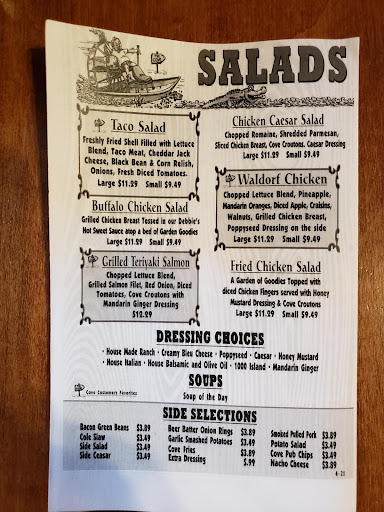 SALADS
Taco Salad
Freshly Fried Shell Filled with Lettuce
Blend, Taco Meat, Cheddar Jack
Cheese, Black Bean & Corn Relish,
Onions, Fresh Diced Tomatoes.
Large $11.29 Small $9.49
Buffalo Chicken Salad
Grilled Chicken Breast Tossed in our Debbie's
Hot Sweet Sauce atop a bed of Garden Goodies
Large $11.29 Small $9.49
Grilled Teriyaki Salmon
Chopped Lettuce Blend,
Grilled Salmon Filet, Red Onion, Diced
Tomatoes, Cove Croutons with
Mandarin Ginger Dressing
$12.29
Chicken Caesar Salad
Chopped Romaine, Shredded Parmesan,
Sliced Chicken Breast, Cove Croutons. Caesar Dressing
Large $11.29 Small $9.49
Waldorf Chicken
Chopped Lettuce Blend, Pineapple,
Mandarin Oranges, Diced Apple, Craisins,
Walnuts, Grilled Chicken Breast,
Poppyseed Dressing on the side
Large $11.29 Small $9.49
Fried Chicken Salad
A Garden of Goodies Topped with
diced Chicken Fingers served with Honey
Mustard Dressing & Cove Croutons
Large $11.29 Small $9.49
DRESSING CHOICES
· House Made Ranch · Creamy Bleu Cheese · Poppyseed · Caesar · Honey Mustard
· House Italian · House Balsamic and Olive Oil · 1000 Island · Mandarin Ginger
SOUPS
Soup of the Day
Cove Customers Favorites
SIDE SELECTIONS
Bacon Green Beans $3.89
Cole Slaw $3.49
Side Salad $3.49
Side Ceasar $3.49
Beer Batter Onion Rings $3.89
Garlic Smashed Potatoes $3.49
Cove Fries $3.89
Extra Dressing $.99
Smoked Pulled Pork $3.89
Potato Salad $3.49
Cove Pub Chips $3.49
Nacho Cheese $3.89
4-21